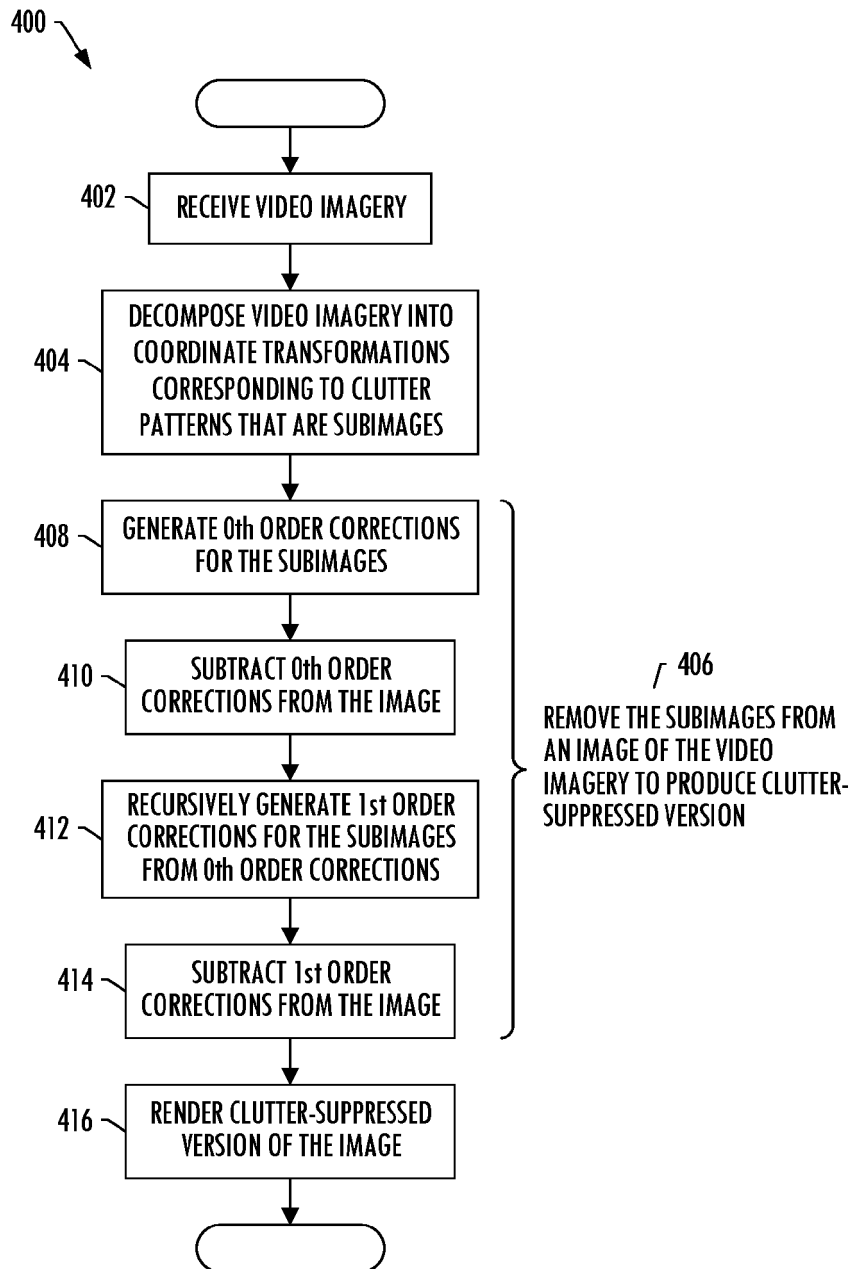 400
402
RECEIVE VIDEO IMAGERY
404
DECOMPOSE VIDEO IMAGERY INTO
COORDINATE TRANSFORMATIONS
CORRESPONDING TO CLUTTER
PATTERNS THAT ARE SUBIMAGES
408
GENERATE 0th ORDER CORRECTIONS
FOR THE SUBIMAGES
410
SUBTRACT 0th ORDER
CORRECTIONS FROM THE IMAGE
412
RECURSIVELY GENERATE 1st ORDER
CORRECTIONS FOR THE SUBIMAGES
FROM 0th ORDER CORRECTIONS
414
SUBTRACT 1st ORDER
CORRECTIONS FROM THE IMAGE
406
REMOVE THE SUBIMAGES FROM
AN IMAGE OF THE VIDEO
IMAGERY TO PRODUCE CLUTTER-
SUPPRESSED VERSION
416
RENDER CLUTTER-SUPPRESSED
VERSION OF THE IMAGE